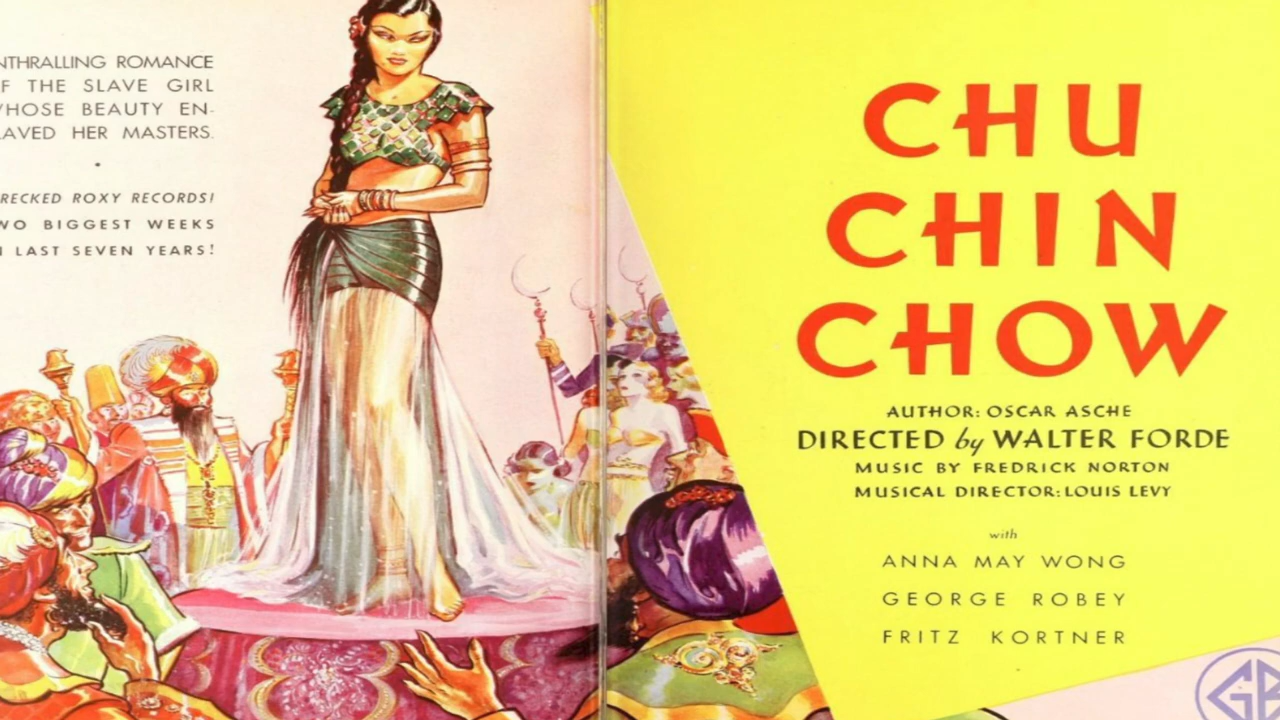 NTHRALLING ROMANCE
F THE SLAVE GIRL
HOSE BEAUTY EN-
LAVED HER MASTERS.
RECKED ROXY RECORDS!
WO BIGGEST WEEKS
LAST SEVEN YEARS!
CHU
CHIN
CHOW
AUTHOR: OSCAR ASCHE
DIRECTED by WALTER FORDE
MUSIC BY FREDRICK NORTON
MUSICAL DIRECTOR: LOUIS LEVY
with
ANNA MAY WONG
GEORGE ROBEY
FRITZ KORTNER
GB